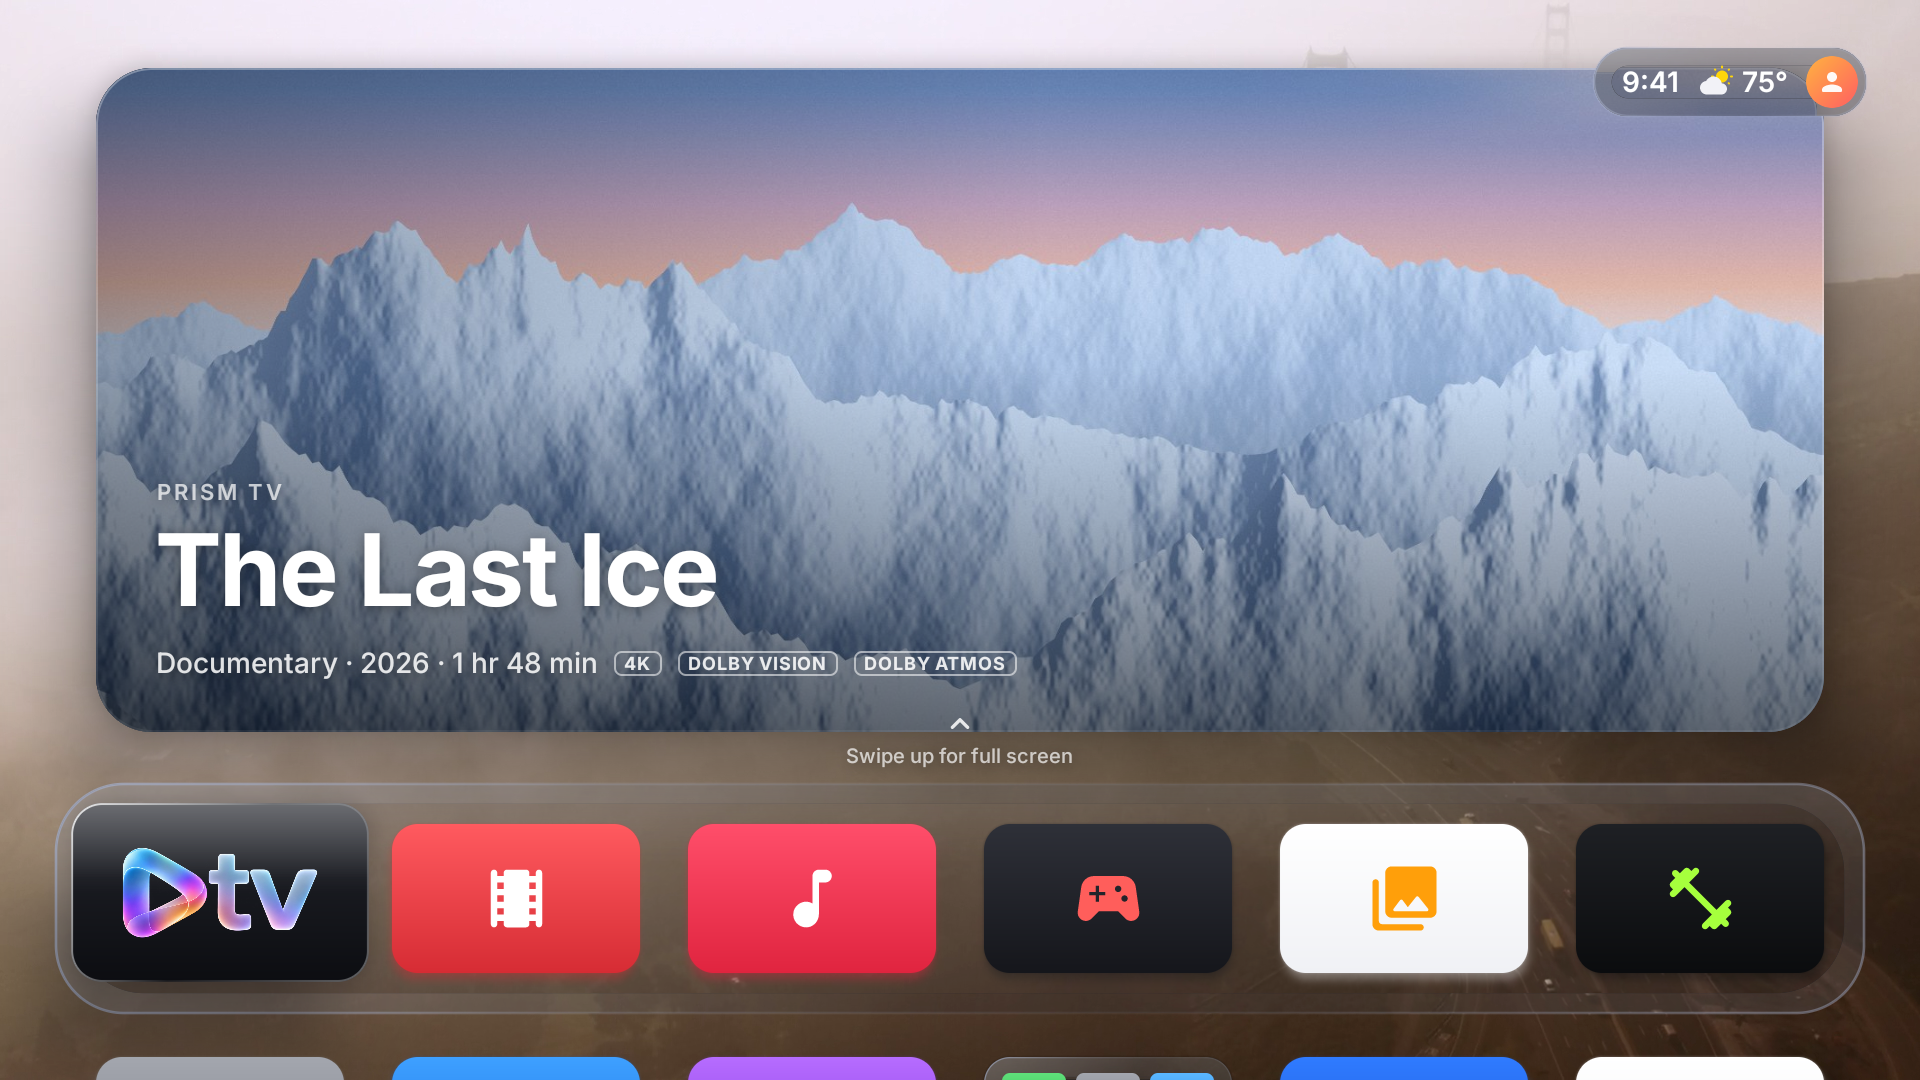 9:41 75°
PRISM TV
The Last Ice
Documentary · 2026 · 1 hr 48 min 4K DOLBY VISION DOLBY ATMOS
Swipe up for full screen
tv